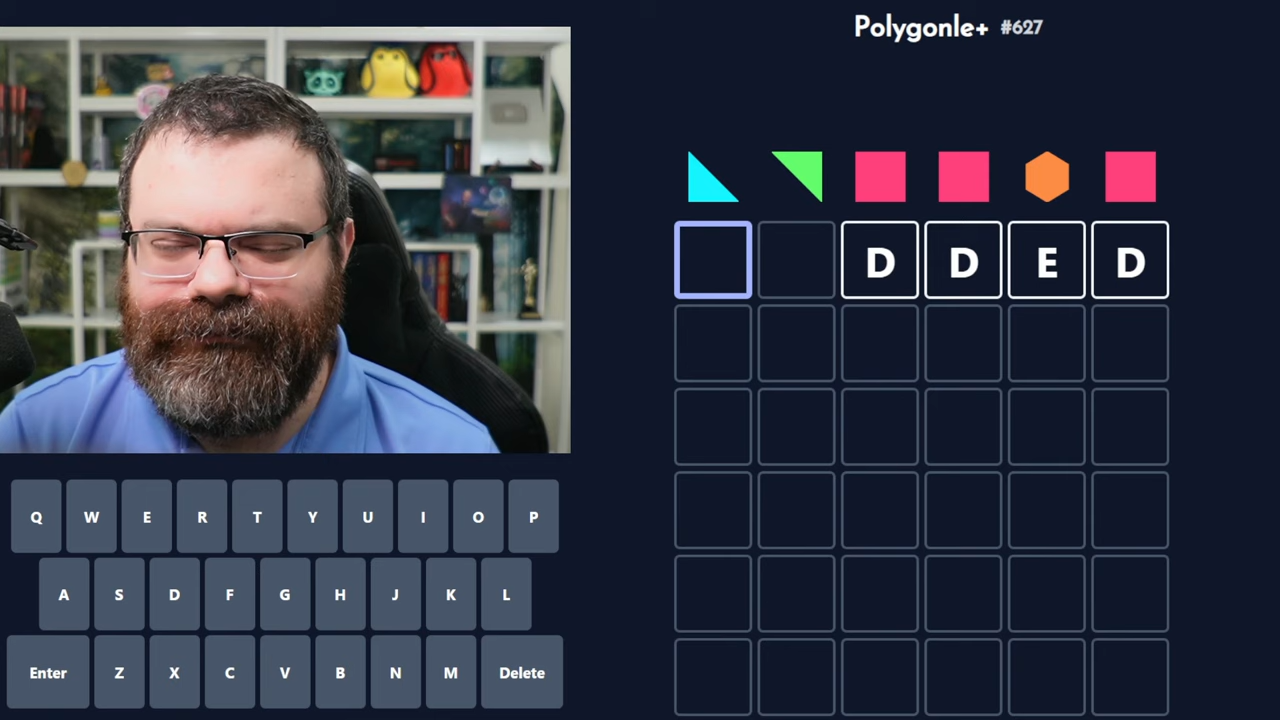 Polygonle+ #627
D D E D
Q W E R T Y U I O P
A S D F G H J K L
Enter Z X C V B N M Delete